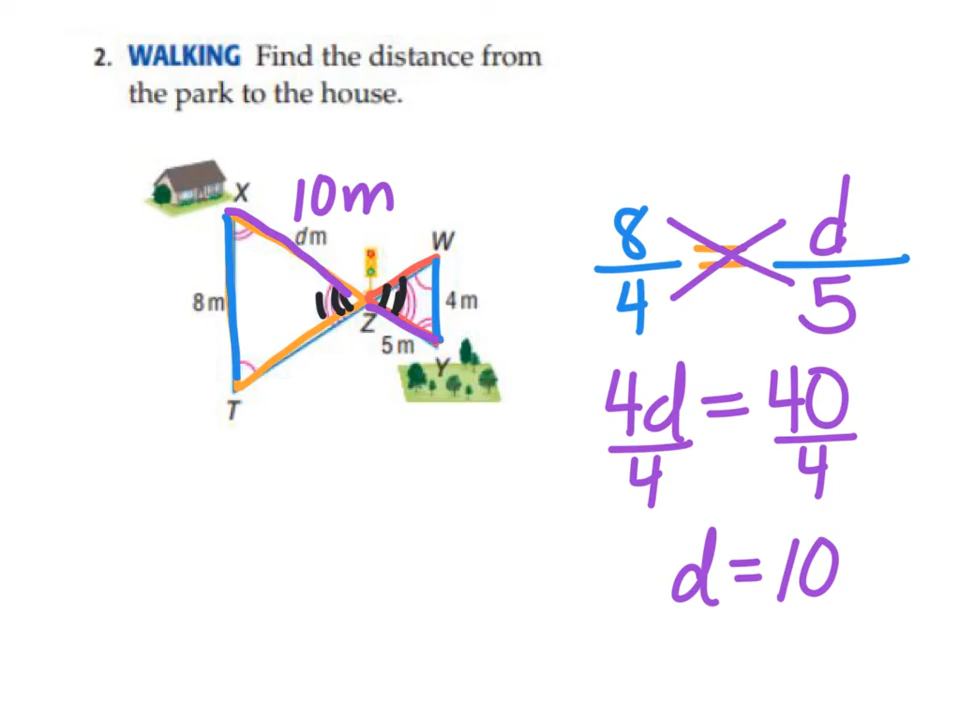 2. WALKING Find the distance from
the park to the house.
X
10m
d m
W
8 m
4 m
Z
5 m
Y
T
8/4 = d/5
4d/4 = 40/4
d = 10